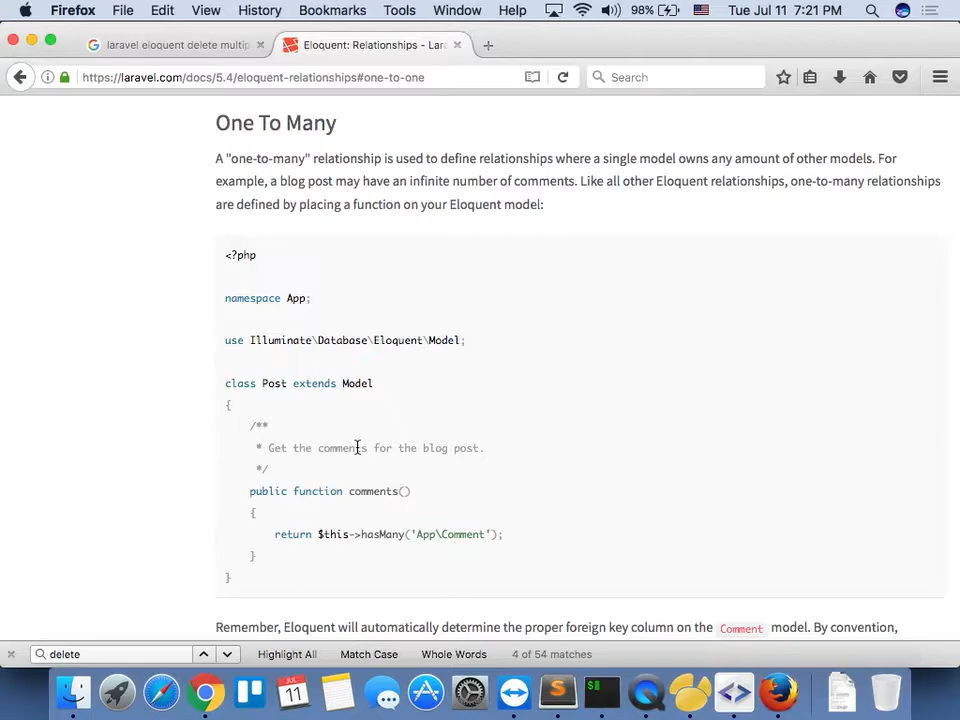 Firefox File Edit View History Bookmarks Tools Window Help 98% Tue Jul 11 7:21 PM
laravel eloquent delete multip
Eloquent: Relationships - Lara
https://laravel.com/docs/5.4/eloquent-relationships#one-to-one
Search
One To Many
A "one-to-many" relationship is used to define relationships where a single model owns any amount of other models. For
example, a blog post may have an infinite number of comments. Like all other Eloquent relationships, one-to-many relationships
are defined by placing a function on your Eloquent model:
<?php
namespace App;
use Illuminate\Database\Eloquent\Model;
class Post extends Model
{
/**
* Get the comments for the blog post.
*/
public function comments()
{
return $this->hasMany('App\Comment');
}
}
Remember, Eloquent will automatically determine the proper foreign key column on the Comment model. By convention,
delete
Highlight All Match Case Whole Words 4 of 54 matches
JUL
11